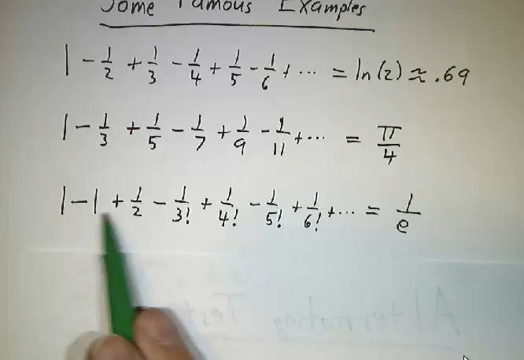 Some Famous Examples
1 - 1/2 + 1/3 - 1/4 + 1/5 - 1/6 + ... = ln(2) ≈ .69
1 - 1/3 + 1/5 - 1/7 + 1/9 - 1/11 + ... = π/4
1 - 1 + 1/2 - 1/3! + 1/4! - 1/5! + 1/6! + ... = 1/e
Alternating Test